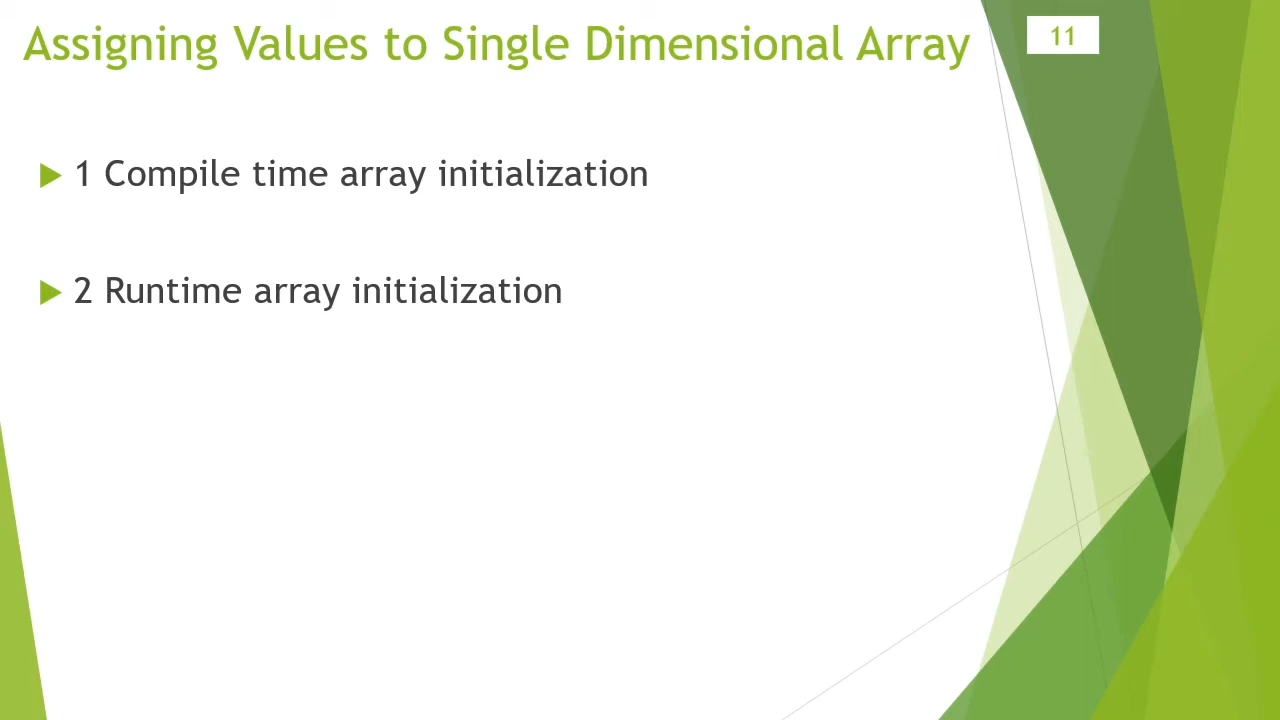 Assigning Values to Single Dimensional Array
11
1 Compile time array initialization
2 Runtime array initialization